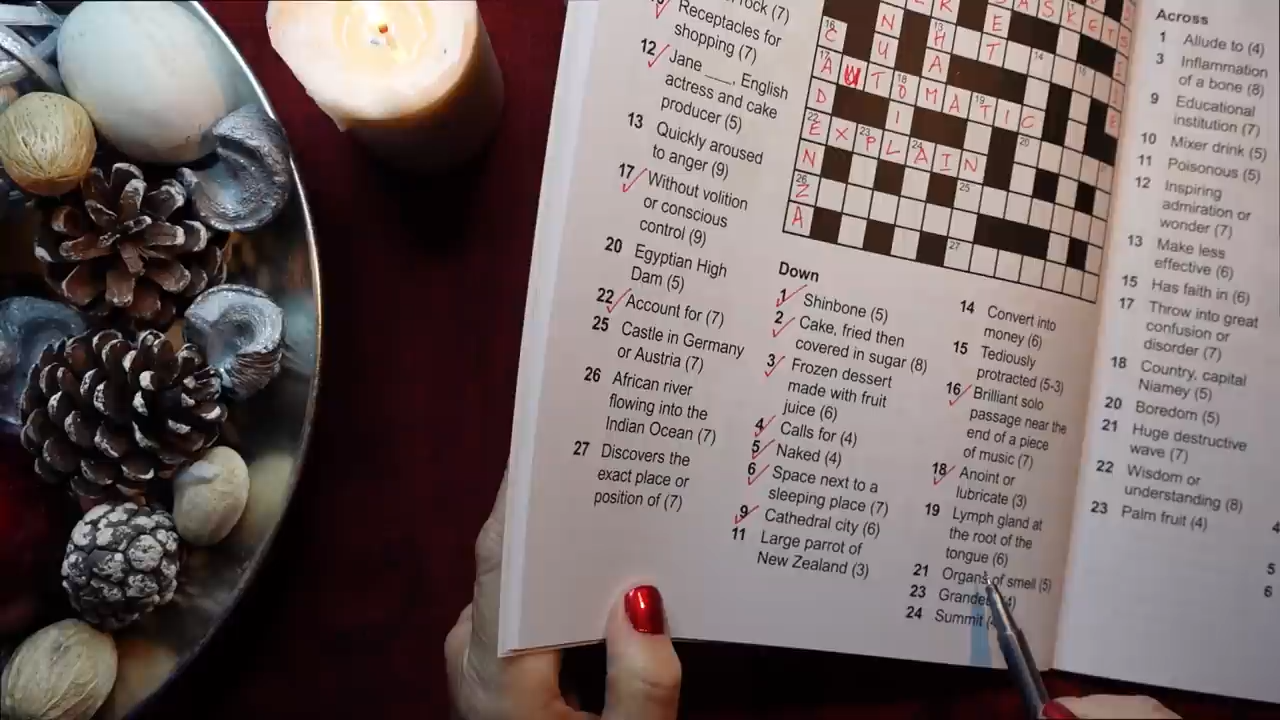 rock (7)
Receptacles for
shopping (7)
12 Jane ___, English
actress and cake
producer (5)
13 Quickly aroused
to anger (9)
17 Without volition
or conscious
control (9)
20 Egyptian High
Dam (5)
22 Account for (7)
25 Castle in Germany
or Austria (7)
26 African river
flowing into the
Indian Ocean (7)
27 Discovers the
exact place or
position of (7)
BASKETS
AUTOMATIC
EXPLAIN
CADENZA
Down
1 Shinbone (5)
2 Cake, fried then
covered in sugar (8)
3 Frozen dessert
made with fruit
juice (6)
4 Calls for (4)
5 Naked (4)
6 Space next to a
sleeping place (7)
9 Cathedral city (6)
11 Large parrot of
New Zealand (3)
14 Convert into
money (6)
15 Tediously
protracted (5-3)
16 Brilliant solo
passage near the
end of a piece
of music (7)
18 Anoint or
lubricate (3)
19 Lymph gland at
the root of the
tongue (6)
21 Organs of smell (5)
23 4)
24 Summit
Across
1 Allude to (4)
3 Inflammation
of a bone (8)
9 Educational
institution (7)
10 Mixer drink (5)
11 Poisonous (5)
12 Inspiring
admiration or
wonder (7)
13 Make less
effective (6)
15 Has faith in (6)
17 Throw into great
confusion or
disorder (7)
18 Country, capital
Niamey (5)
20 Boredom (5)
21 Huge destructive
wave (7)
22 Wisdom or
understanding (8)
23 Palm fruit (4)
4
5
6